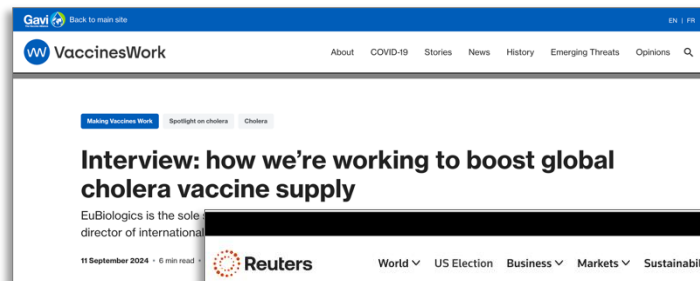 Gavi Back to main site EN | FR
VaccinesWork About COVID-19 Stories News History Emerging Threats Opinions
Making Vaccines Work Spotlight on cholera Cholera
Interview: how we're working to boost global
cholera vaccine supply
EuBiologics is the sole
director of international
11 September 2024 • 6 min read •
Reuters World US Election Business Markets